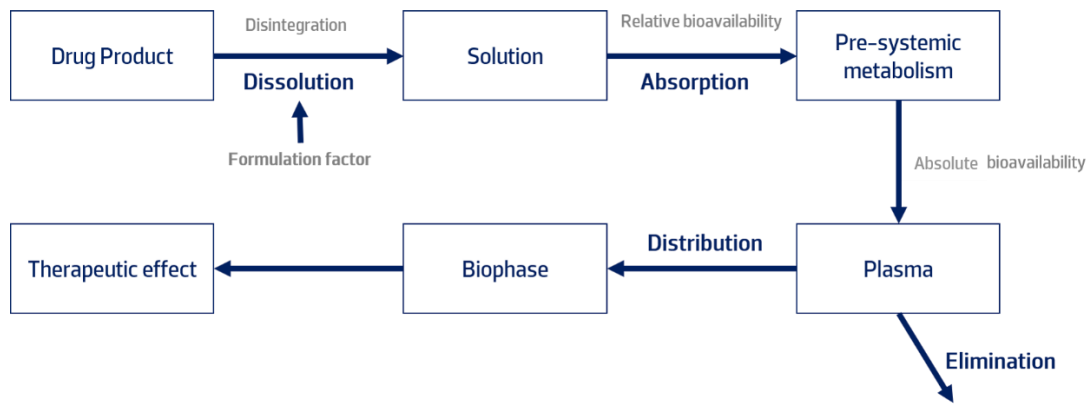 Disintegration
Relative bioavailability
Drug Product
Solution
Pre-systemic
metabolism
Dissolution
Absorption
Formulation factor
Absolute bioavailability
Distribution
Therapeutic effect
Biophase
Plasma
Elimination